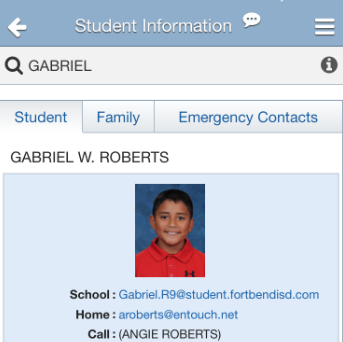 Student Information
GABRIEL
Student Family Emergency Contacts
GABRIEL W. ROBERTS
School : Gabriel.R9@student.fortbendisd.com
Home : aroberts@entouch.net
Call : (ANGIE ROBERTS)